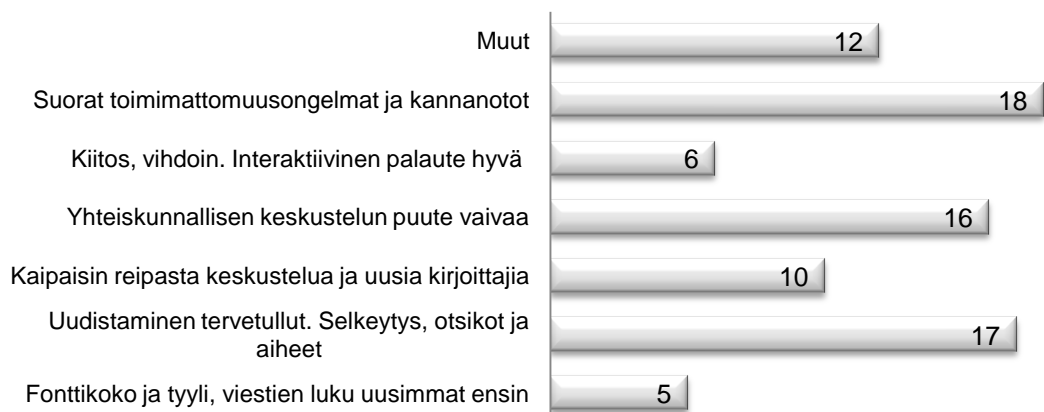 Muut
12
Suorat toimimattomuusongelmat ja kannanotot
18
Kiitos, vihdoin. Interaktiivinen palaute hyvä
6
Yhteiskunnallisen keskustelun puute vaivaa
16
Kaipaisin reipasta keskustelua ja uusia kirjoittajia
10
Uudistaminen tervetullut. Selkeytys, otsikot ja
aiheet
17
Fonttikoko ja tyyli, viestien luku uusimmat ensin
5